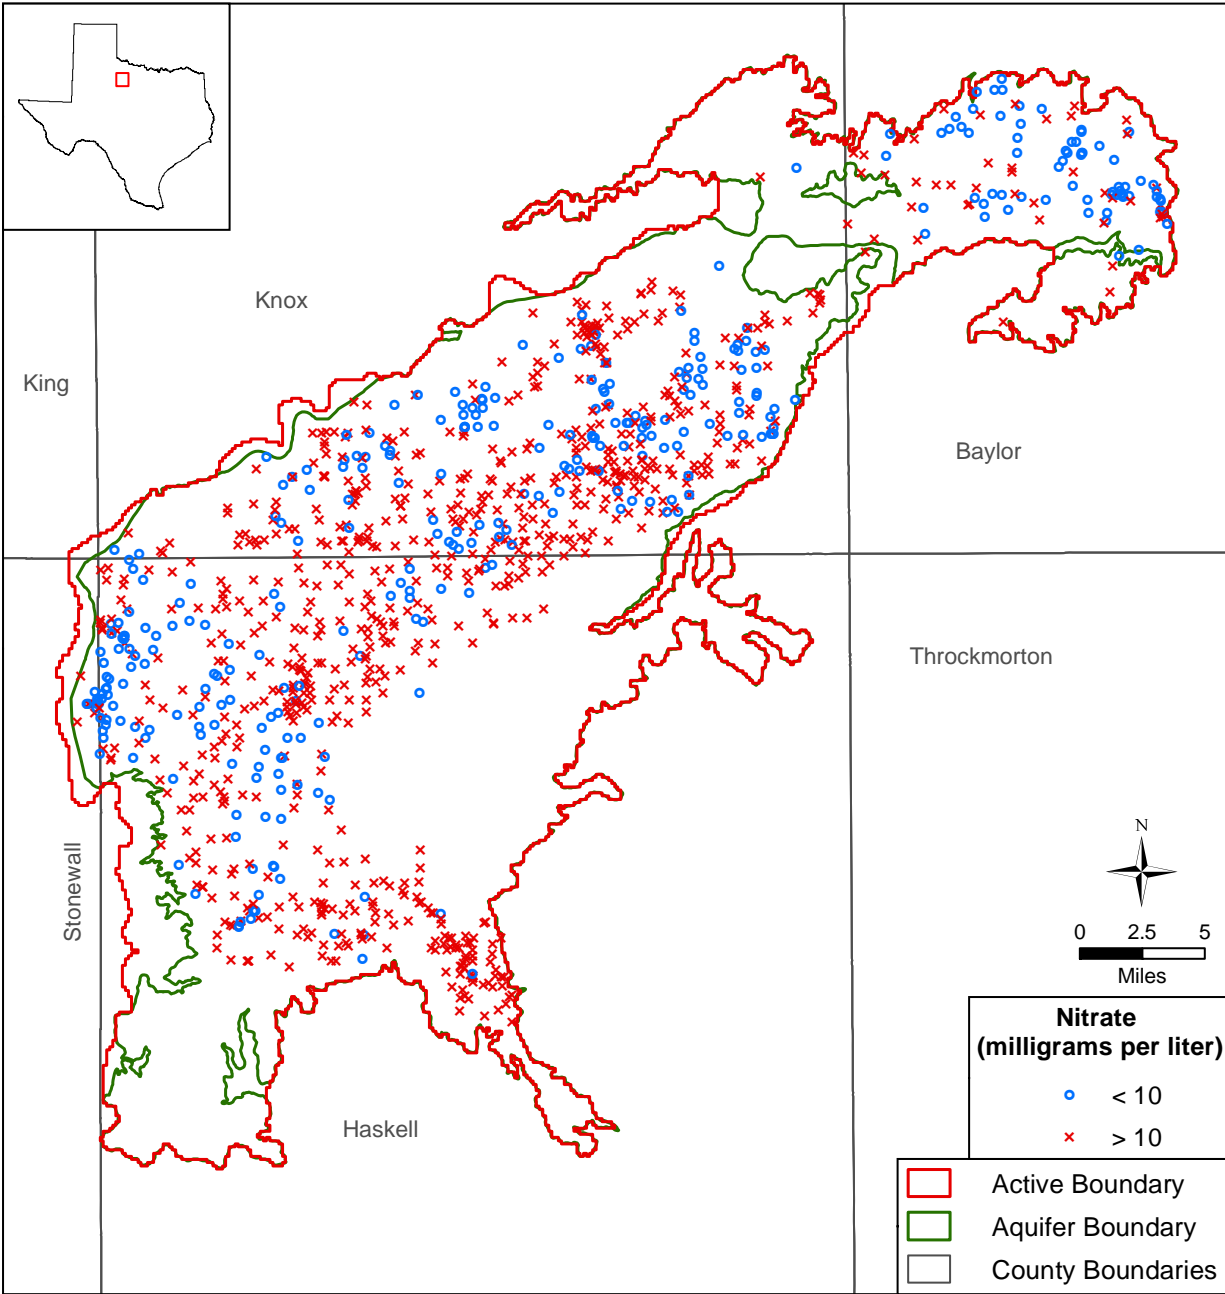 Knox
King
Baylor
Throckmorton
Stonewall
Haskell
N
0 2.5 5
Miles
Nitrate
(milligrams per liter)
< 10
> 10
Active Boundary
Aquifer Boundary
County Boundaries